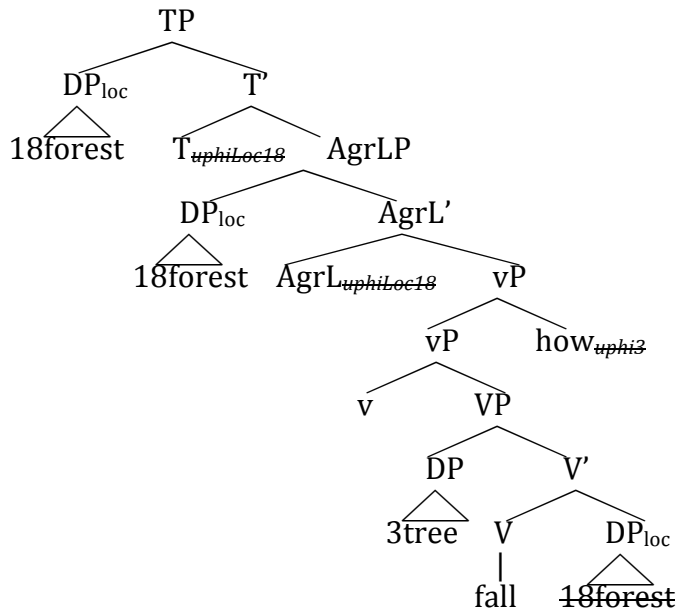 TP
DPloc T’
18forest TuphiLoc18 AgrLP
DPloc AgrL’
18forest AgrLuphiLoc18 vP
vP howuphi3
v VP
DP V’
3tree V DPloc
fall 18forest